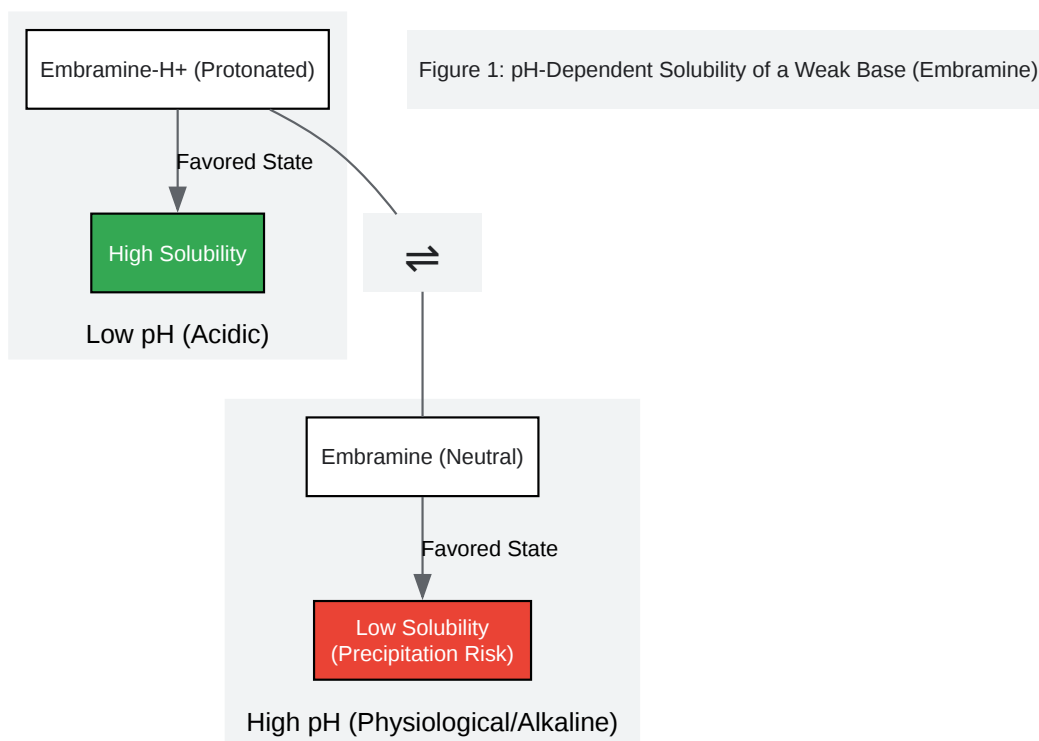 Embramine-H+ (Protonated)
Figure 1: pH-Dependent Solubility of a Weak Base (Embramine)
Favored State
High Solubility
⇌
Low pH (Acidic)
Embramine (Neutral)
Favored State
Low Solubility
(Precipitation Risk)
High pH (Physiological/Alkaline)